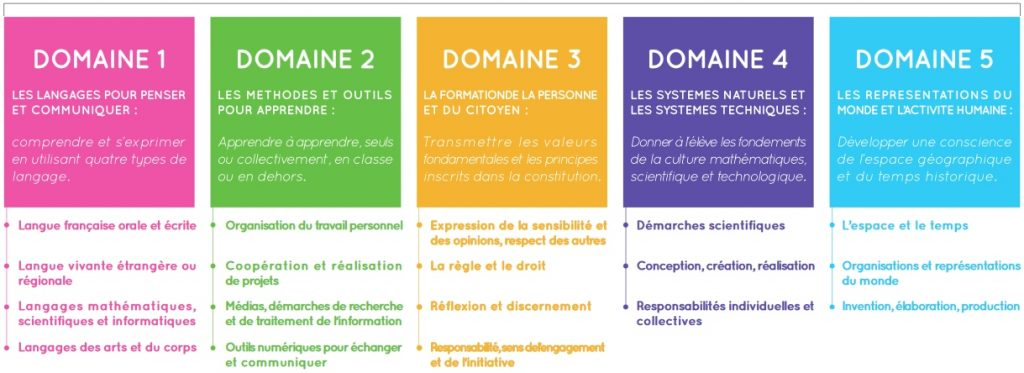 DOMAINE 1
LES LANGAGES POUR PENSER
ET COMMUNIQUER :
comprendre et s'exprimer
en utilisant quatre types de
langage.
Langue française orale et écrite
Langue vivante étrangère ou
régionale
Langages mathématiques,
scientifiques et informatiques
Langages des arts et du corps
DOMAINE 2
LES METHODES ET OUTILS
POUR APPRENDRE :
Apprendre à apprendre, seuls
ou collectivement, en classe
ou en dehors.
Organisation du travail personnel
Coopération et réalisation
de projets
Médias, démarches de recherche
et de traitement de l'information
Outils numériques pour échanger
et communiquer
DOMAINE 3
LA FORMATIONDE LA PERSONNE
ET DU CITOYEN :
Transmettre les valeurs
fondamentales et les principes
inscrits dans la constitution.
Expression de la sensibilité et
des opinions, respect des autres
La règle et le droit
Réflexion et discernement
Responsabilité, sens de l'engagement
et de l'initiative
DOMAINE 4
LES SYSTEMES NATURELS ET
LES SYSTEMES TECHNIQUES :
Donner à l'élève les fondements
de la culture mathématiques,
scientifique et technologique.
Démarches scientifiques
Conception, création, réalisation
Responsabilités individuelles et
collectives
DOMAINE 5
LES REPRESENTATIONS DU
MONDE ET L'ACTIVITE HUMAINE :
Développer une conscience
de l'espace géographique
et du temps historique.
L'espace et le temps
Organisations et représentations
du monde
Invention, élaboration, production